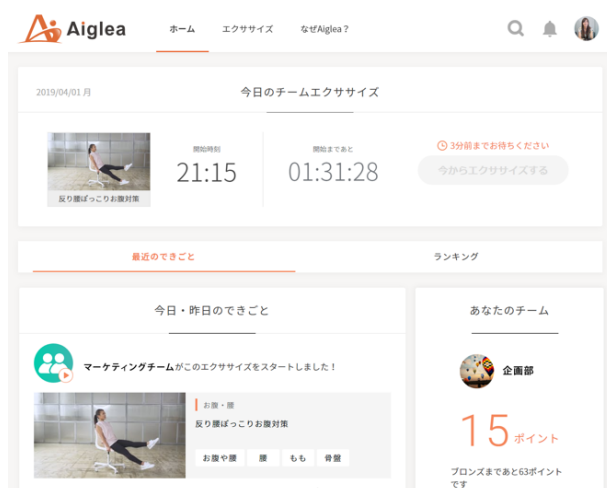 Aiglea
ホーム
エクササイズ
なぜAiglea？
2019/04/01 月
今日のチームエクササイズ
反り腰ぽっこりお腹対策
開始時刻
21:15
開始まであと
01:31:28
3分前までお待ちください
今からエクササイズする
最近のできごと
ランキング
今日・昨日のできごと
マーケティングチームがこのエクササイズをスタートしました！
お腹・腰
反り腰ぽっこりお腹対策
お腹や腰
腰
もも
骨盤
あなたのチーム
企画部
15ポイント
ブロンズまであと63ポイント
です